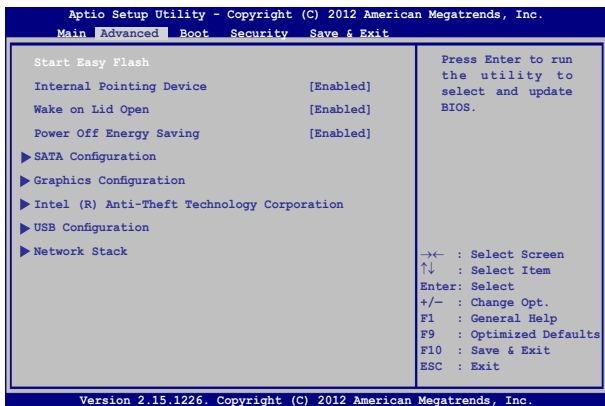 Aptio Setup Utility - Copyright (C) 2012 American Megatrends, Inc.
Main Advanced Boot Security Save & Exit
Start Easy Flash
Internal Pointing Device [Enabled]
Wake on Lid Open [Enabled]
Power Off Energy Saving [Enabled]
SATA Configuration
Graphics Configuration
Intel (R) Anti-Theft Technology Corporation
USB Configuration
Network Stack
Press Enter to run
the utility to
select and update
BIOS.
→← : Select Screen
↑↓ : Select Item
Enter: Select
+/— : Change Opt.
F1 : General Help
F9 : Optimized Defaults
F10 : Save & Exit
ESC : Exit
Version 2.15.1226. Copyright (C) 2012 American Megatrends, Inc.